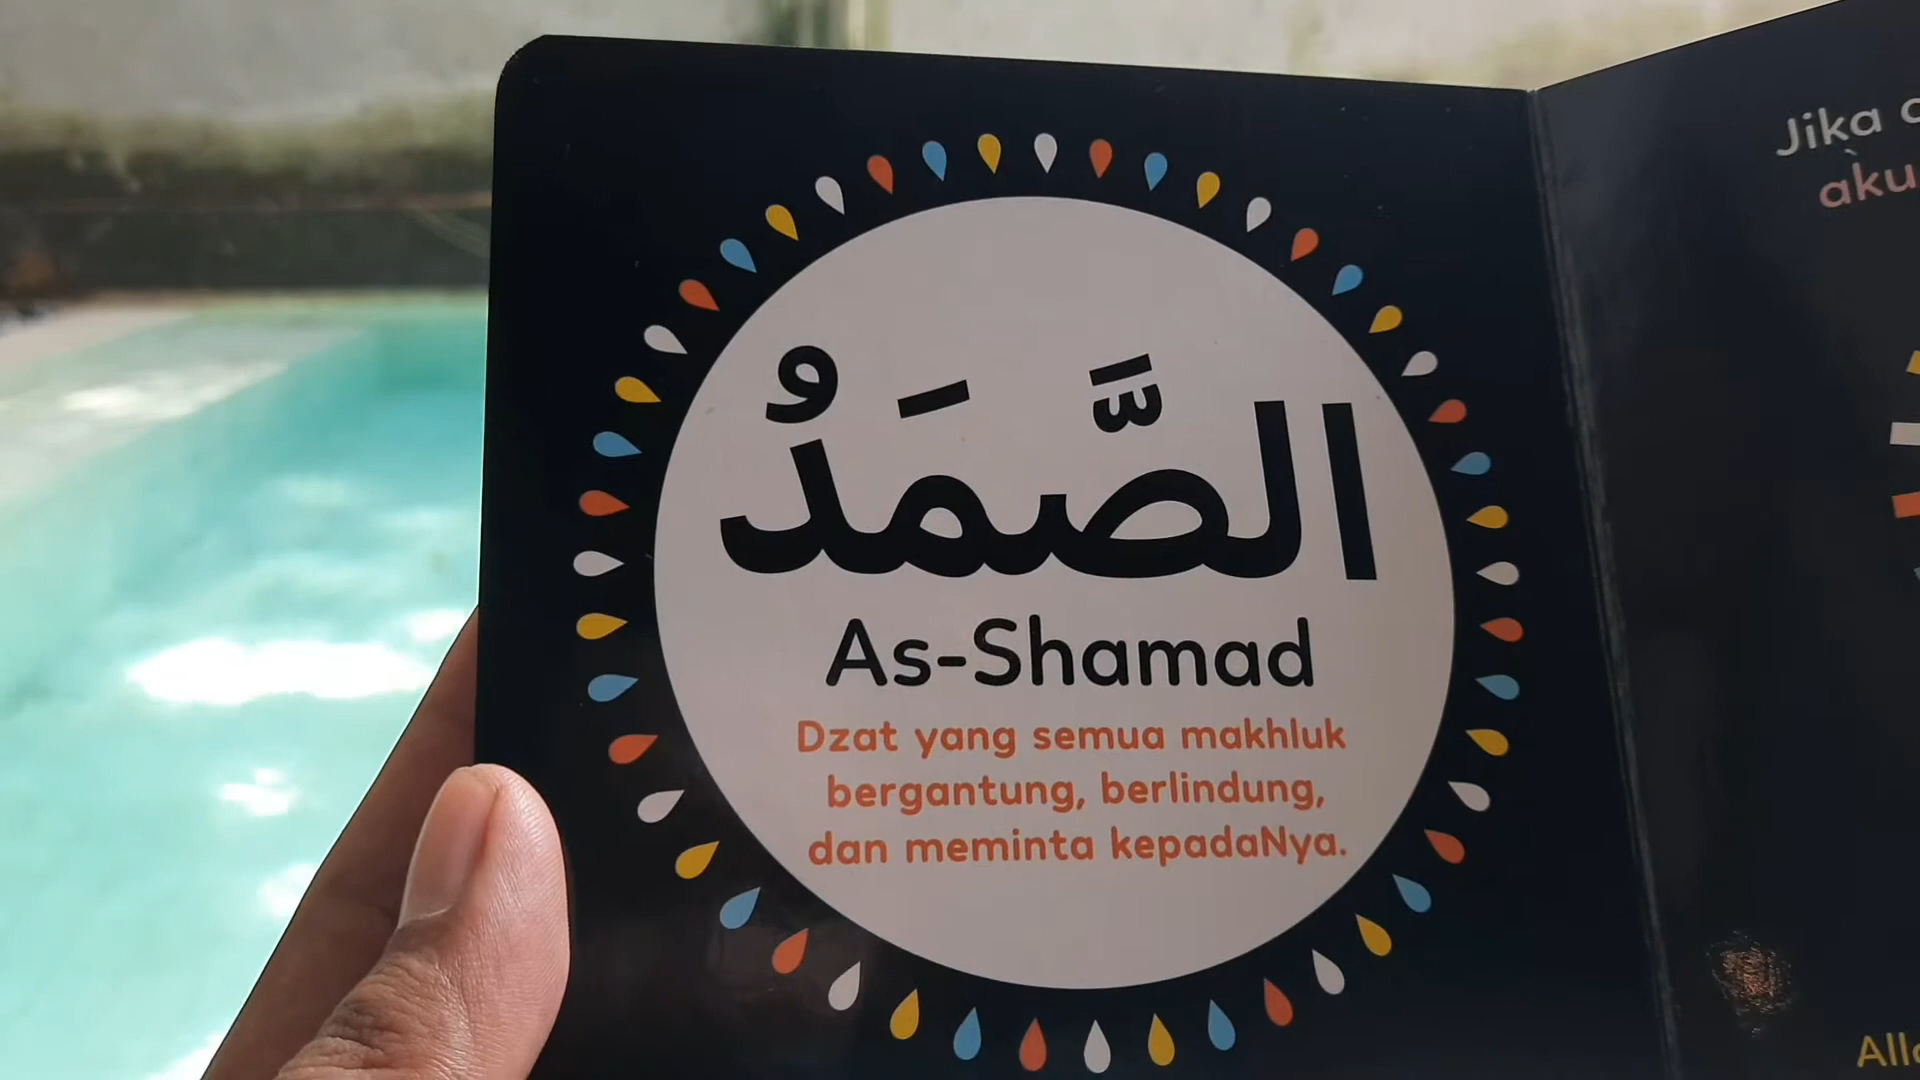 الصَّمَدُ
As-Shamad
Dzat yang semua makhluk
bergantung, berlindung,
dan meminta kepadaNya.
Jika
aku